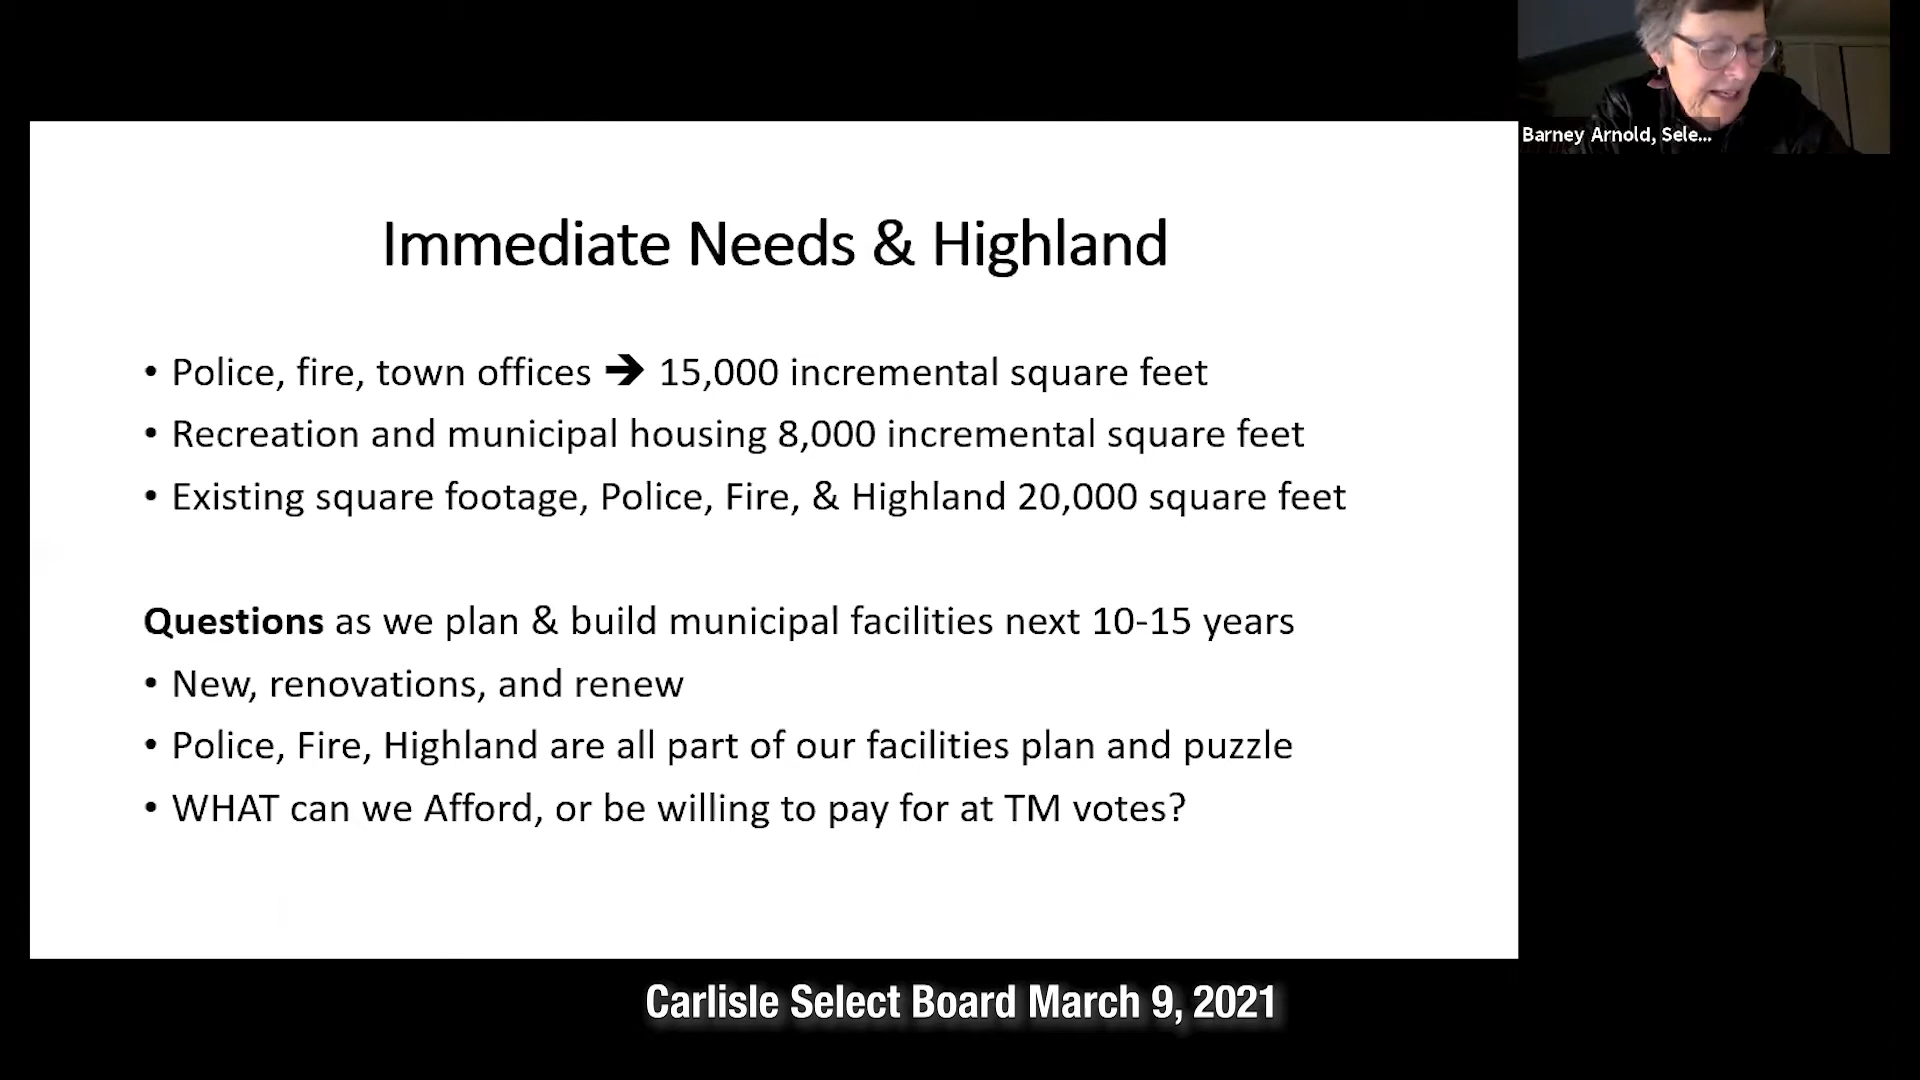 Barney Arnold, Sele...
Immediate Needs & Highland
• Police, fire, town offices ➔ 15,000 incremental square feet
• Recreation and municipal housing 8,000 incremental square feet
• Existing square footage, Police, Fire, & Highland 20,000 square feet
Questions as we plan & build municipal facilities next 10-15 years
• New, renovations, and renew
• Police, Fire, Highland are all part of our facilities plan and puzzle
• WHAT can we Afford, or be willing to pay for at TM votes?
Carlisle Select Board March 9, 2021